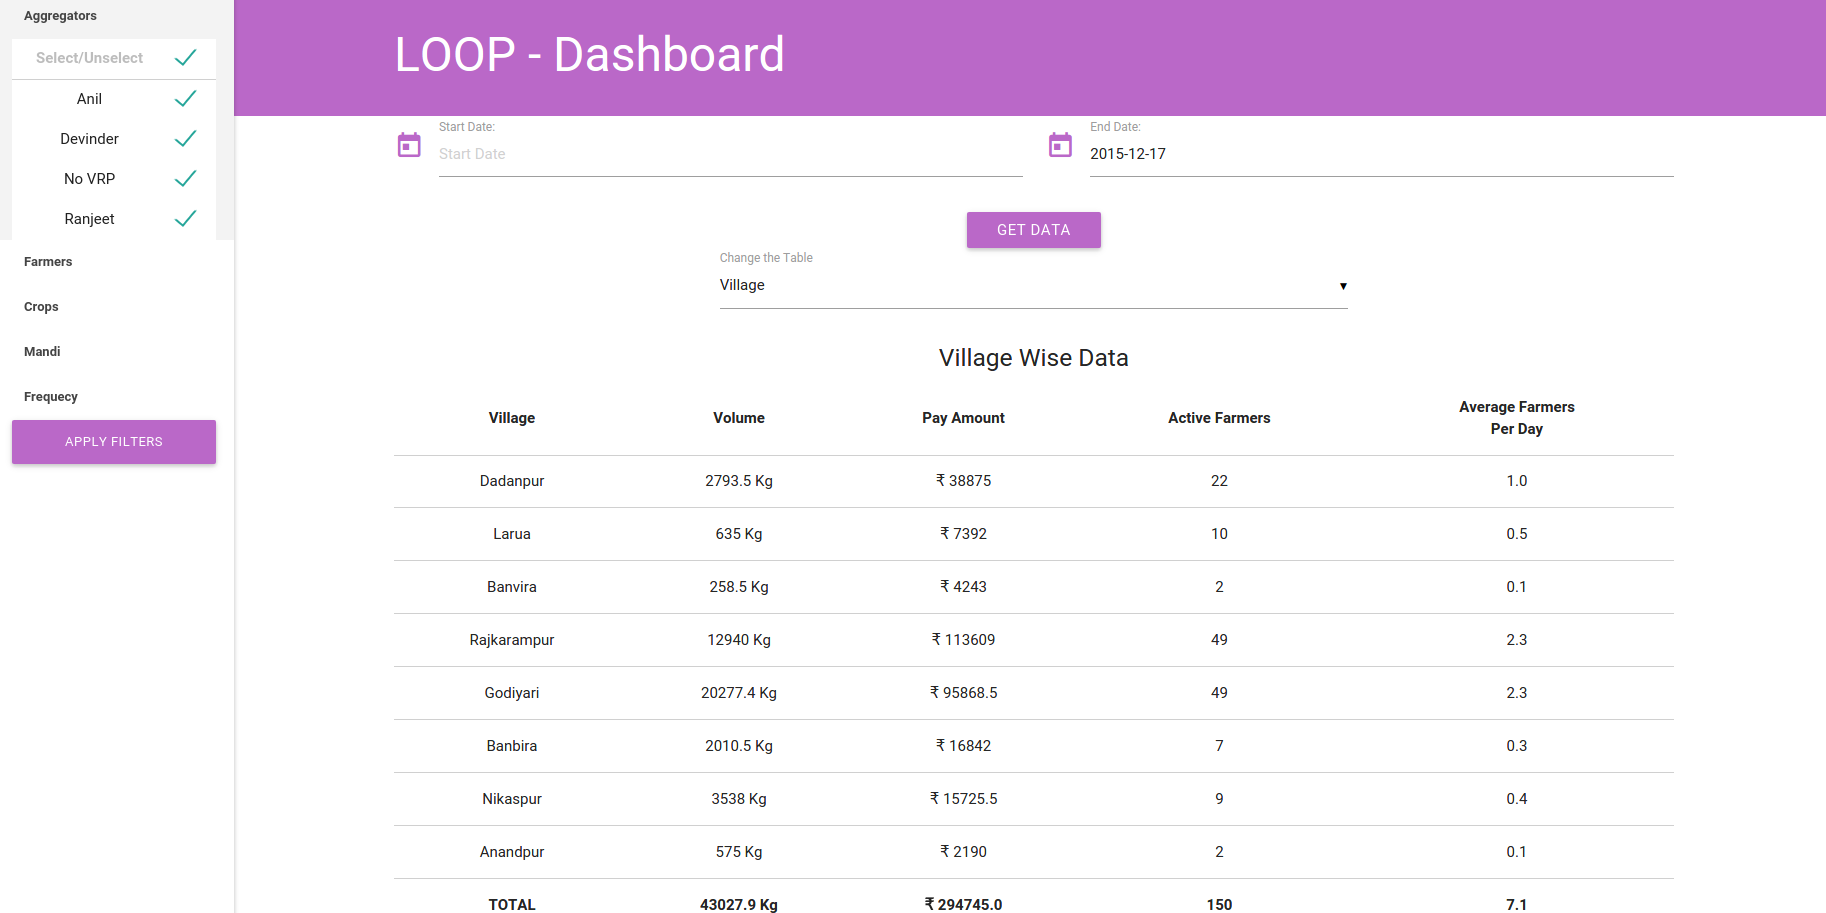 Aggregators
Select/Unselect
Anil
Devinder
No VRP
Ranjeet
Farmers
Crops
Mandi
Frequecy
APPLY FILTERS
LOOP - Dashboard
Start Date:
Start Date
End Date:
2015-12-17
GET DATA
Change the Table
Village ▼
Village Wise Data
Village Volume Pay Amount Active Farmers Average Farmers Per Day
Dadanpur 2793.5 Kg ₹ 38875 22 1.0
Larua 635 Kg ₹ 7392 10 0.5
Banvira 258.5 Kg ₹ 4243 2 0.1
Rajkarampur 12940 Kg ₹ 113609 49 2.3
Godiyari 20277.4 Kg ₹ 95868.5 49 2.3
Banbira 2010.5 Kg ₹ 16842 7 0.3
Nikaspur 3538 Kg ₹ 15725.5 9 0.4
Anandpur 575 Kg ₹ 2190 2 0.1
TOTAL 43027.9 Kg ₹ 294745.0 150 7.1